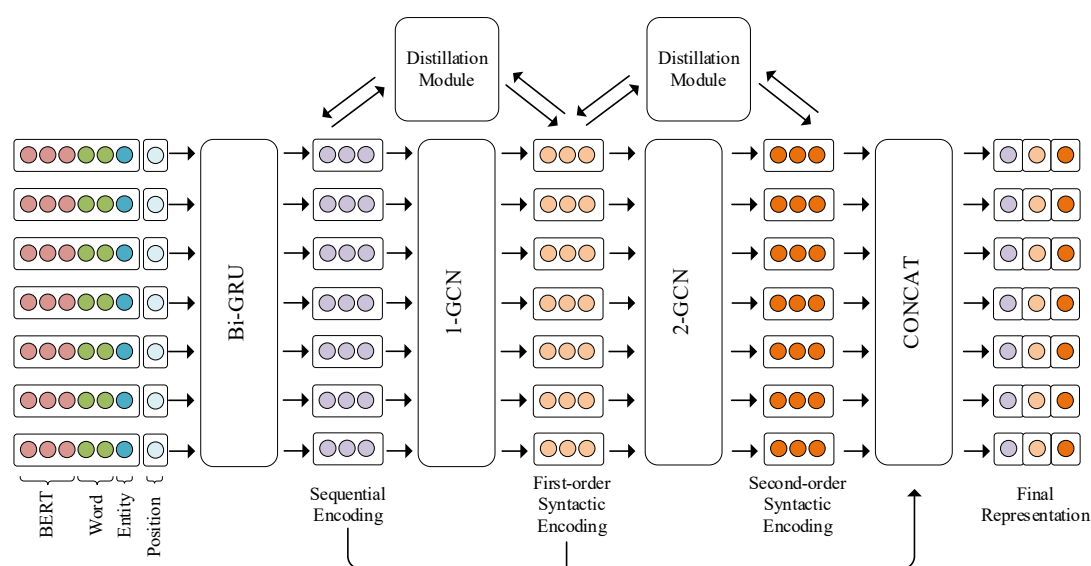 Distillation
Module
Distillation
Module
Bi-GRU
1-GCN
2-GCN
CONCAT
BERT
Word
Entity
Position
Sequential
Encoding
First-order
Syntactic
Encoding
Second-order
Syntactic
Encoding
Final
Representation